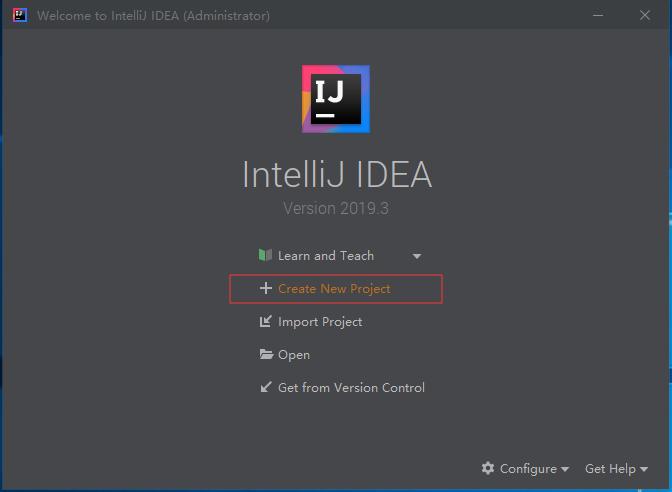 Welcome to IntelliJ IDEA (Administrator)
IJ
IntelliJ IDEA
Version 2019.3
Learn and Teach
Create New Project
Import Project
Open
Get from Version Control
Configure Get Help